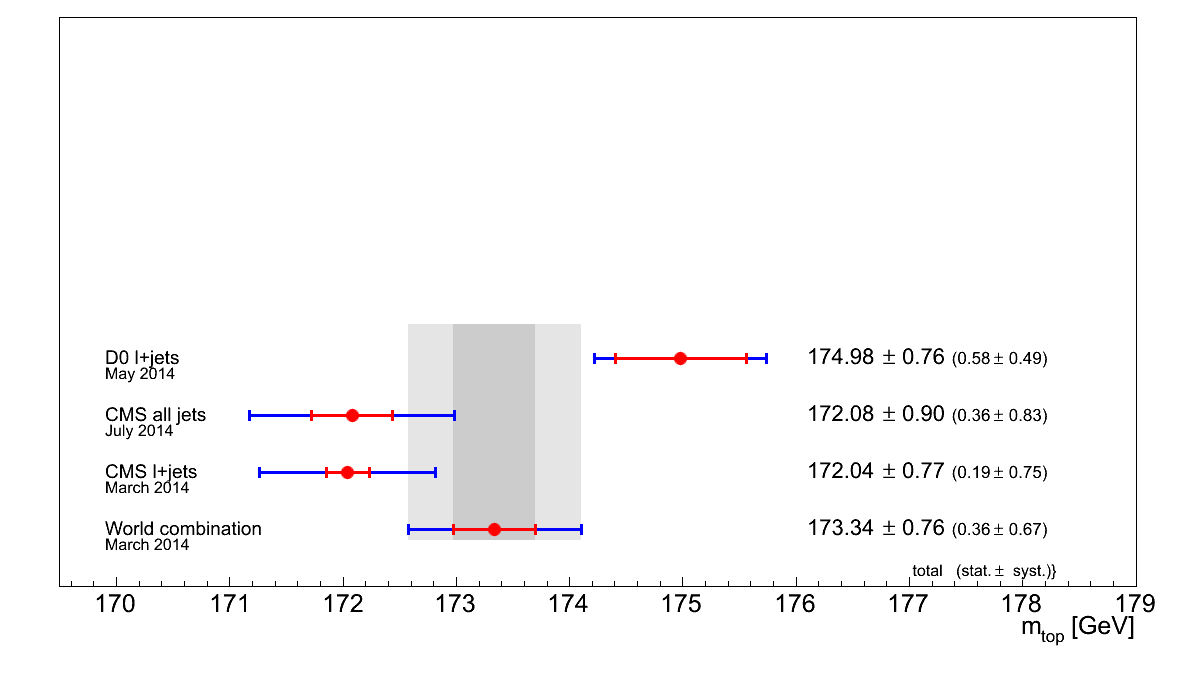 D0 l+jets 174.98 ± 0.76 (0.58 ± 0.49)
May 2014
CMS all jets 172.08 ± 0.90 (0.36 ± 0.83)
July 2014
CMS l+jets 172.04 ± 0.77 (0.19 ± 0.75)
March 2014
World combination 173.34 ± 0.76 (0.36 ± 0.67)
March 2014
total (stat. ± syst.)}
170 171 172 173 174 175 176 177 178 179
m_top [GeV]